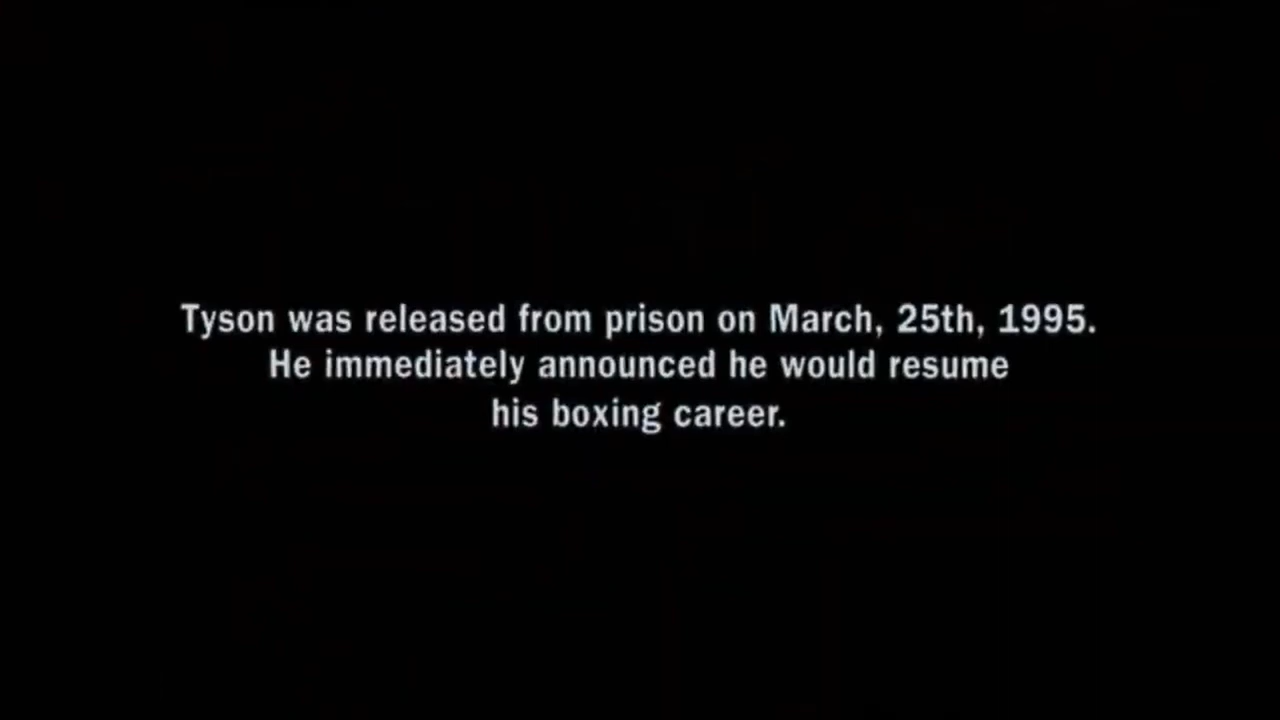 Tyson was released from prison on March, 25th, 1995.
He immediately announced he would resume
his boxing career.